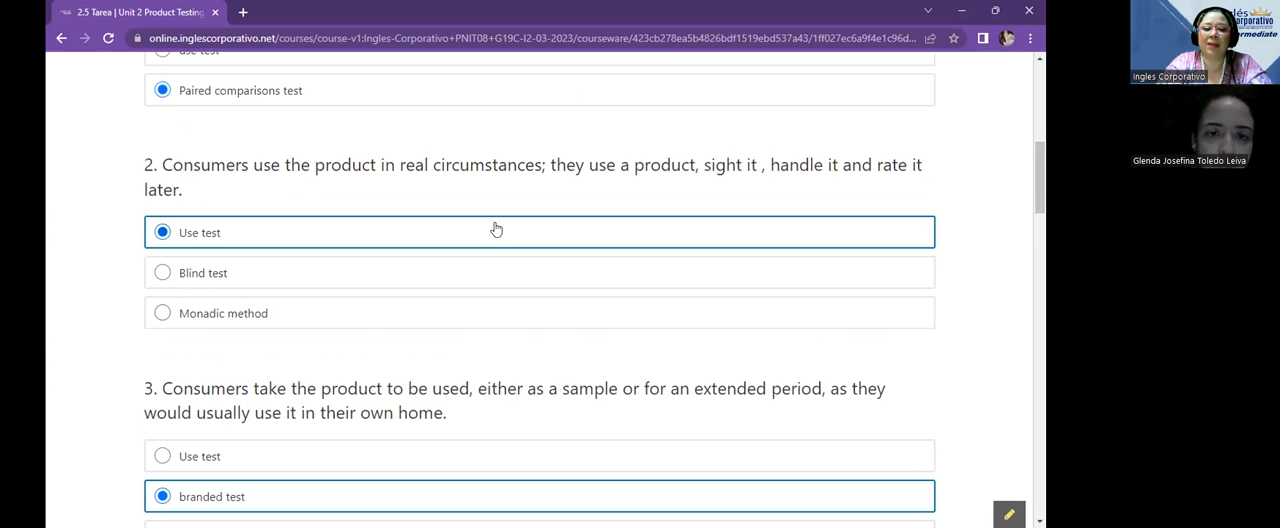 2.5 Tarea | Unit 2 Product Testing
online.inglescorporativo.net/courses/course-v1:Ingles-Corporativo+PNIT08+G19C-I2-03-2023/courseware/423cb278ea5b4826bdf1519ebd537a43/1ff027ec6a9f4e1c96d...
use test
Paired comparisons test
2. Consumers use the product in real circumstances; they use a product, sight it , handle it and rate it
later.
Use test
Blind test
Monadic method
3. Consumers take the product to be used, either as a sample or for an extended period, as they
would usually use it in their own home.
Use test
branded test
Ingles Corporativo
Glenda Josefina Toledo Leiva